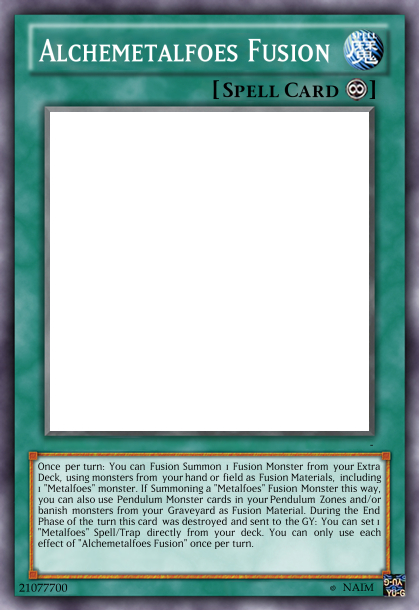 Alchemetalfoes Fusion 魔
[Spell Card ]
Once per turn: You can Fusion Summon 1 Fusion Monster from your Extra
Deck, using monsters from your hand or field as Fusion Materials, including
1 "Metalfoes" monster. If Summoning a "Metalfoes" Fusion Monster this way,
you can also use Pendulum Monster cards in your Pendulum Zones and/or
banish monsters from your Graveyard as Fusion Material. During the End
Phase of the turn this card was destroyed and sent to the GY: You can set 1
"Metalfoes" Spell/Trap directly from your deck. You can only use each
effect of "Alchemetalfoes Fusion" once per turn.
21077700
© NAIM